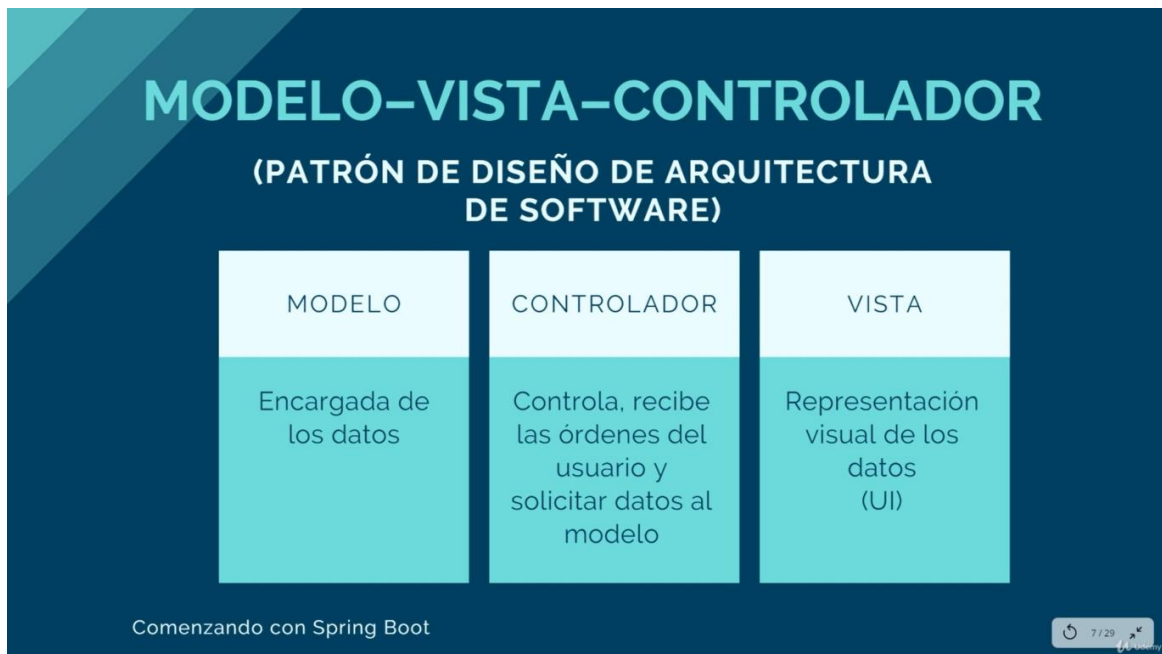 MODELO–VISTA–CONTROLADOR
(PATRÓN DE DISEÑO DE ARQUITECTURA
DE SOFTWARE)
MODELO
Encargada de
los datos
CONTROLADOR
Controla, recibe
las órdenes del
usuario y
solicitar datos al
modelo
VISTA
Representación
visual de los
datos
(UI)
Comenzando con Spring Boot
7 / 29
Udemy